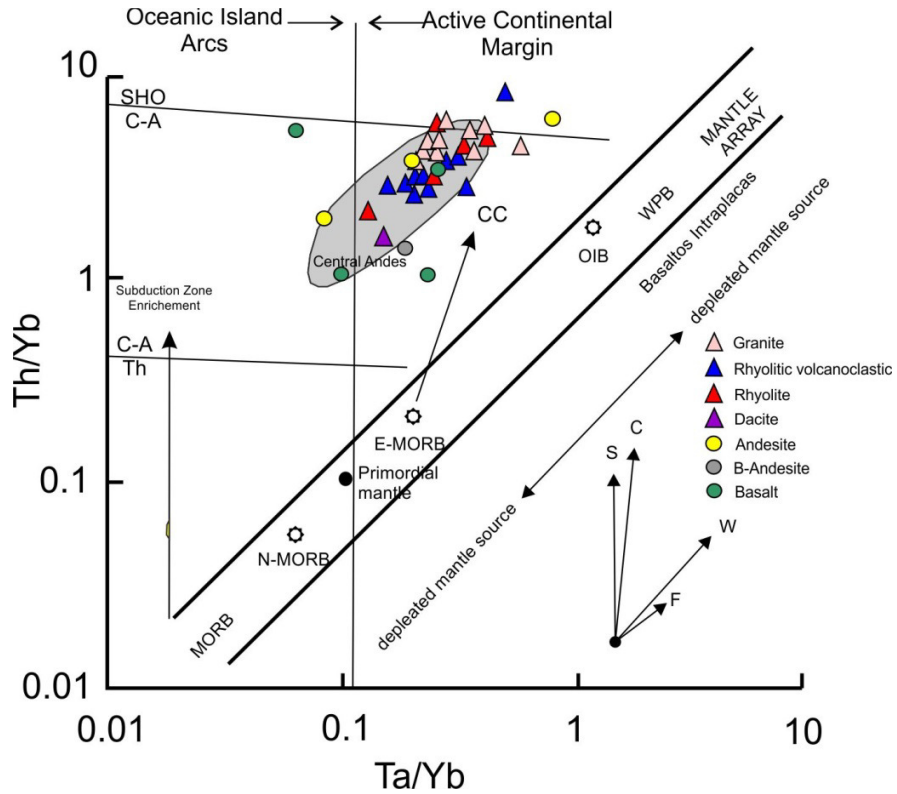 Oceanic Island
Arcs
Active Continental
Margin
10
SHO
C-A
MANTLE
ARRAY
CC
WPB
OIB
Basaltos Intraplacas
depleated mantle source
Central Andes
1
Subduction Zone
Enrichement
C-A
Th
Th/Yb
E-MORB
Primordial
mantle
0.1
N-MORB
MORB
depleated mantle source
Granite
Rhyolitic volcanoclastic
Rhyolite
Dacite
Andesite
B-Andesite
Basalt
S
C
W
F
0.01
0.01
0.1
1
10
Ta/Yb